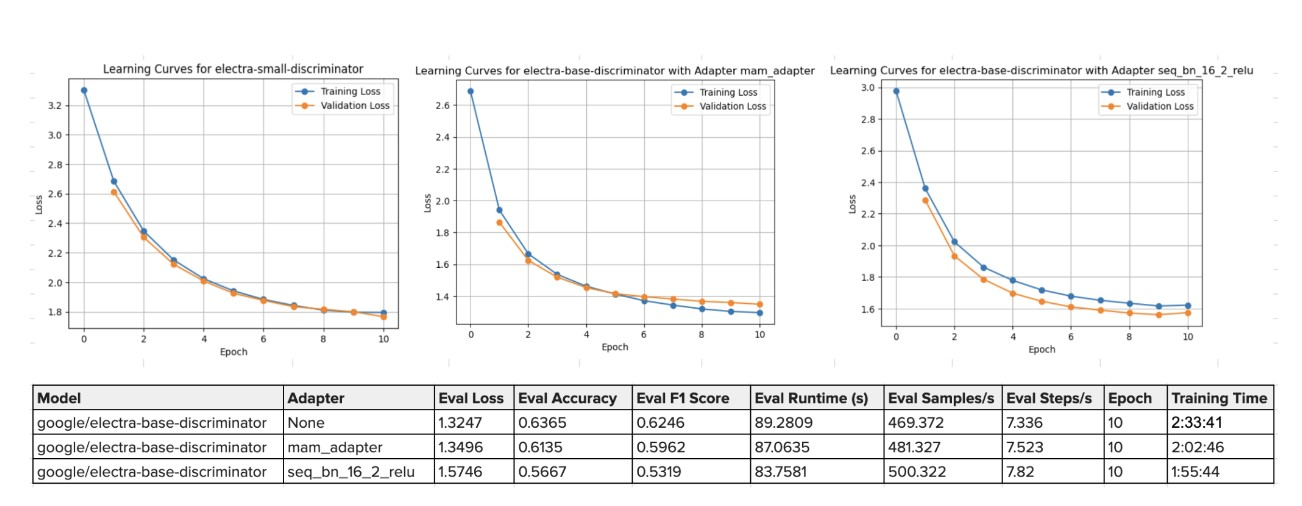 Learning Curves for electra-small-discriminator
3.2
3.0
2.8
2.6
2.4
2.2
2.0
1.8
Loss
0 2 4 6 8 10
Epoch
Training Loss
Validation Loss
Learning Curves for electra-base-discriminator with Adapter mam_adapter
2.6
2.4
2.2
2.0
1.8
1.6
1.4
Loss
0 2 4 6 8 10
Epoch
Training Loss
Validation Loss
Learning Curves for electra-base-discriminator with Adapter seq_bn_16_2_relu
3.0
2.8
2.6
2.4
2.2
2.0
1.8
1.6
Loss
0 2 4 6 8 10
Epoch
Training Loss
Validation Loss
Model Adapter Eval Loss Eval Accuracy Eval F1 Score Eval Runtime (s) Eval Samples/s Eval Steps/s Epoch Training Time
google/electra-base-discriminator None 1.3247 0.6365 0.6246 89.2809 469.372 7.336 10 2:33:41
google/electra-base-discriminator mam_adapter 1.3496 0.6135 0.5962 87.0635 481.327 7.523 10 2:02:46
google/electra-base-discriminator seq_bn_16_2_relu 1.5746 0.5667 0.5319 83.7581 500.322 7.82 10 1:55:44